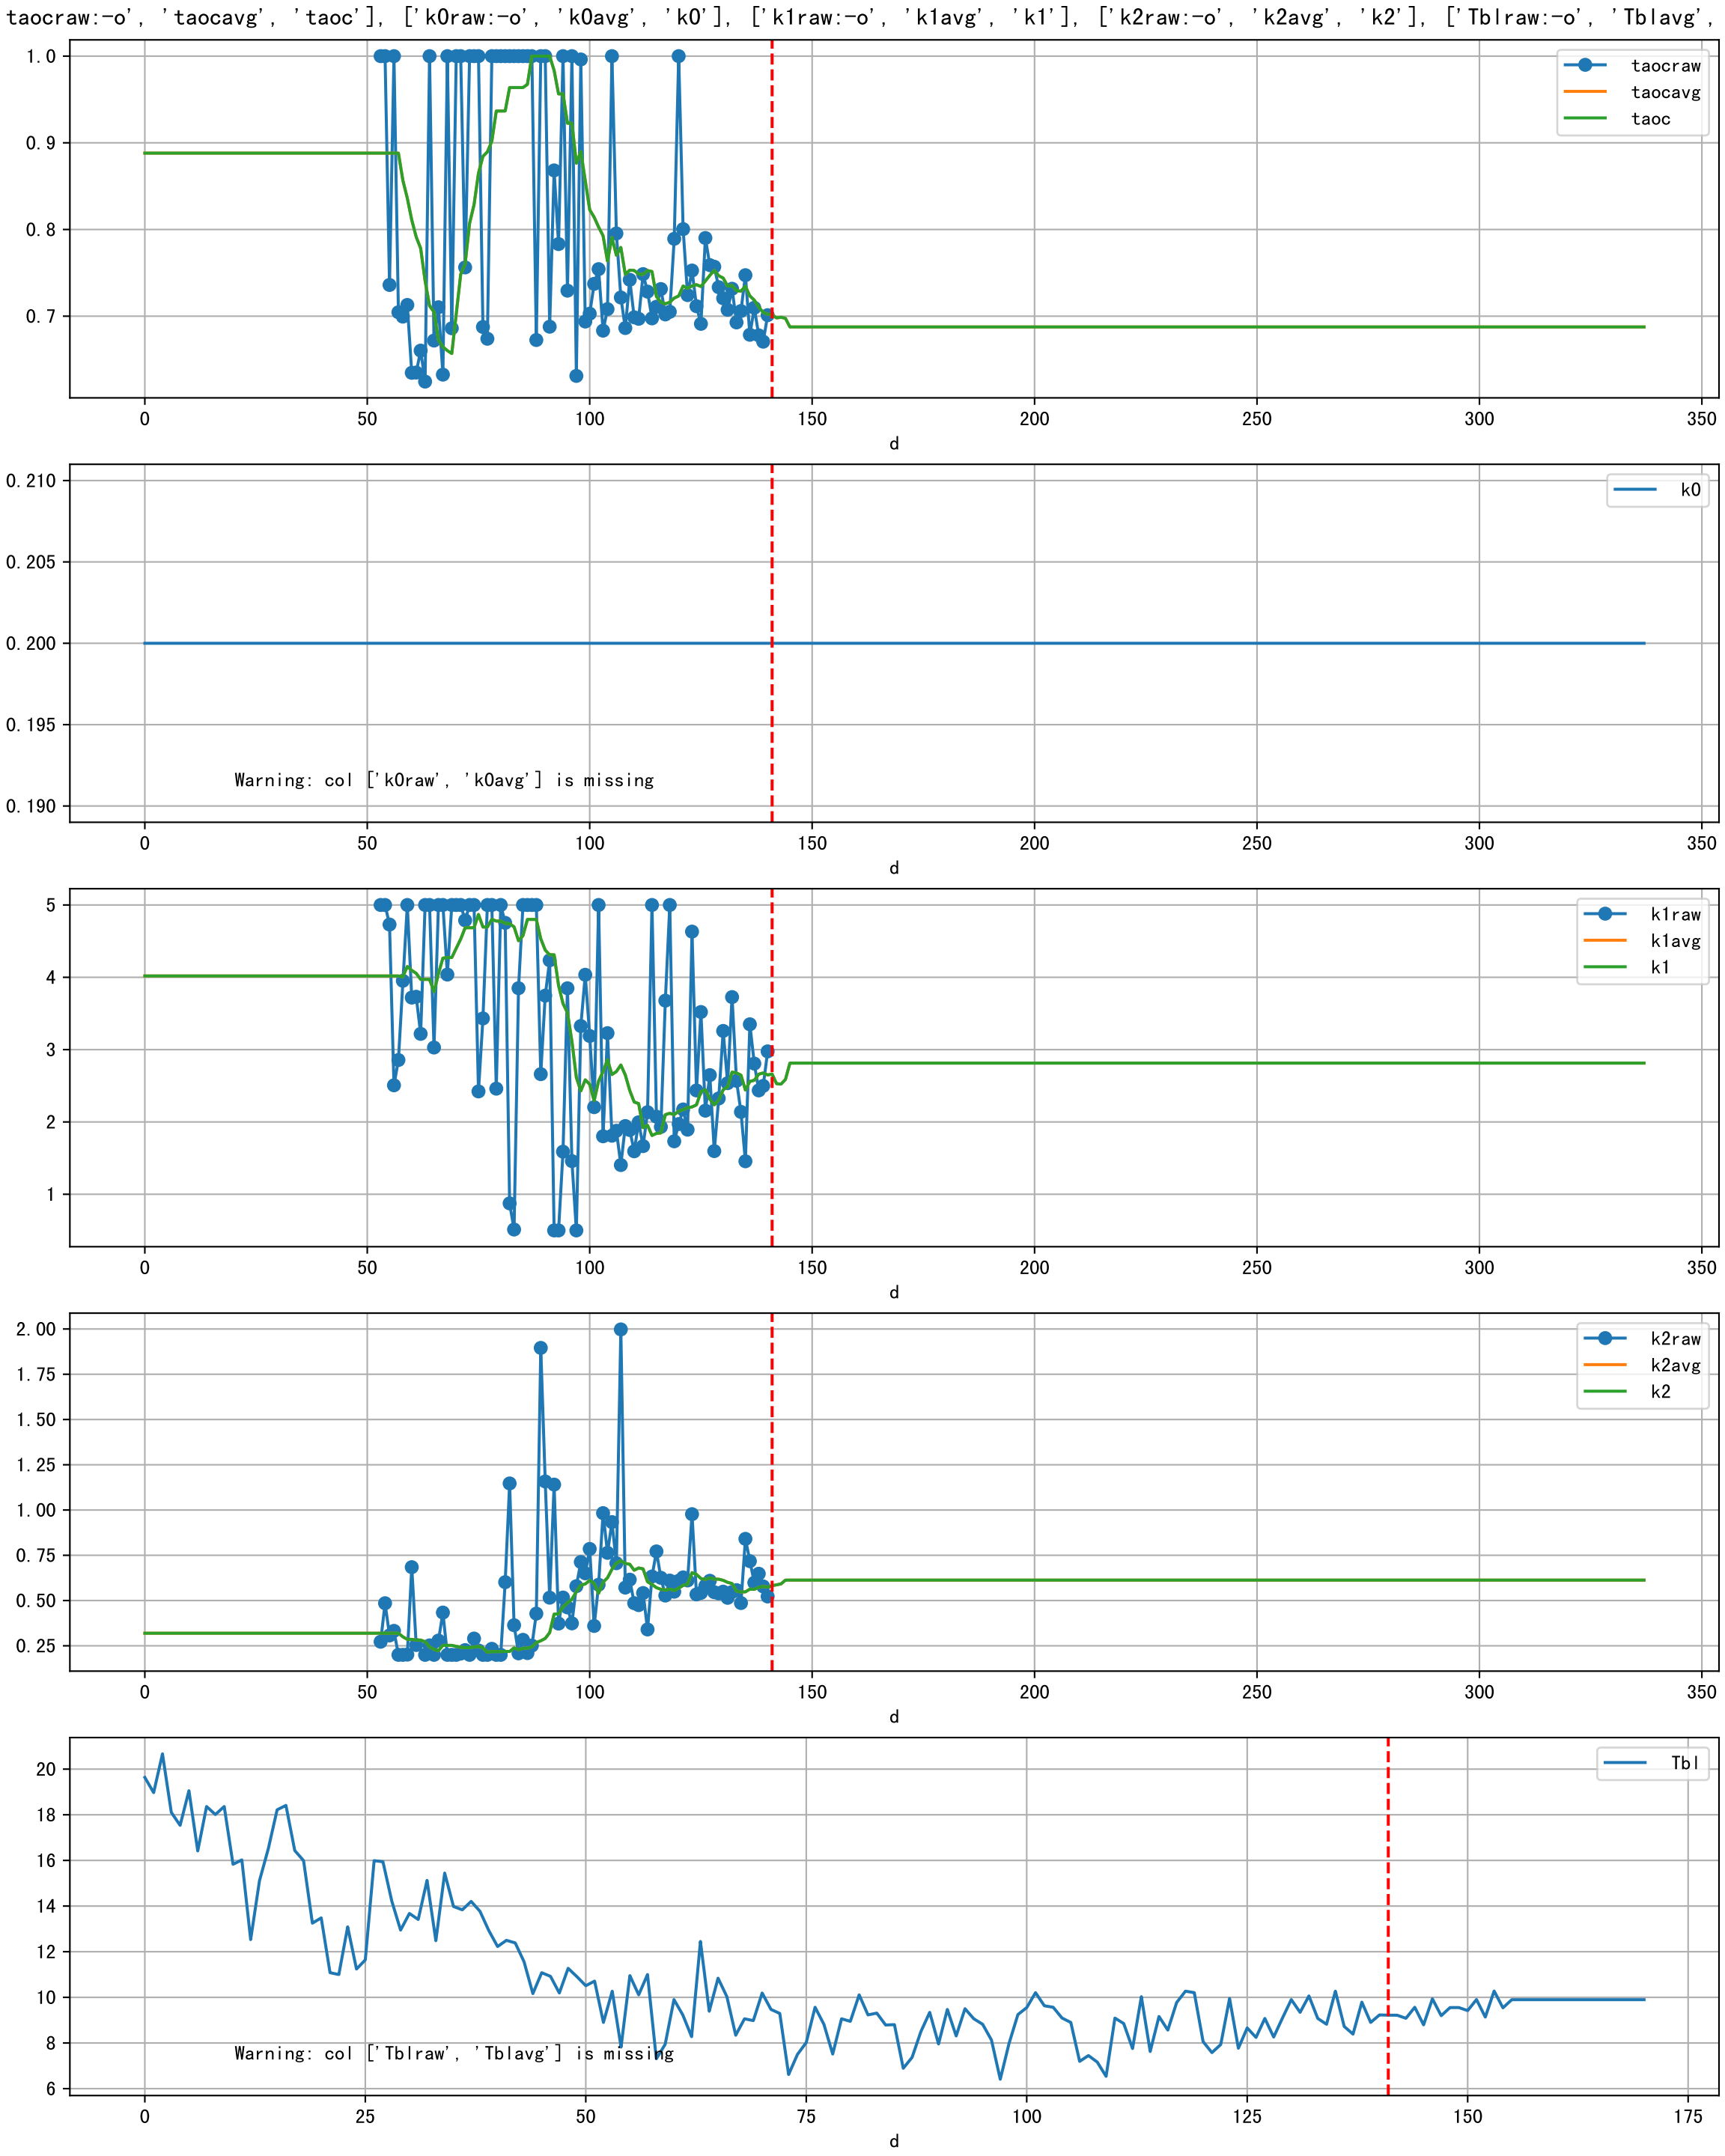 taocraw:-o', 'taocavg', 'taoc'], ['k0raw:-o', 'k0avg', 'k0'], ['k1raw:-o', 'k1avg', 'k1'], ['k2raw:-o', 'k2avg', 'k2'], ['Tblraw:-o', 'Tblavg',
1.0
0.9
0.8
0.7
taocraw
taocavg
taoc
0 50 100 150 200 250 300 350
d
0.210
0.205
0.200
0.195
0.190
k0
Warning: col ['k0raw', 'k0avg'] is missing
0 50 100 150 200 250 300 350
d
5
4
3
2
1
k1raw
k1avg
k1
0 50 100 150 200 250 300 350
d
2.00
1.75
1.50
1.25
1.00
0.75
0.50
0.25
k2raw
k2avg
k2
0 50 100 150 200 250 300 350
d
20
18
16
14
12
10
8
6
Tbl
Warning: col ['Tblraw', 'Tblavg'] is missing
0 25 50 75 100 125 150 175
d